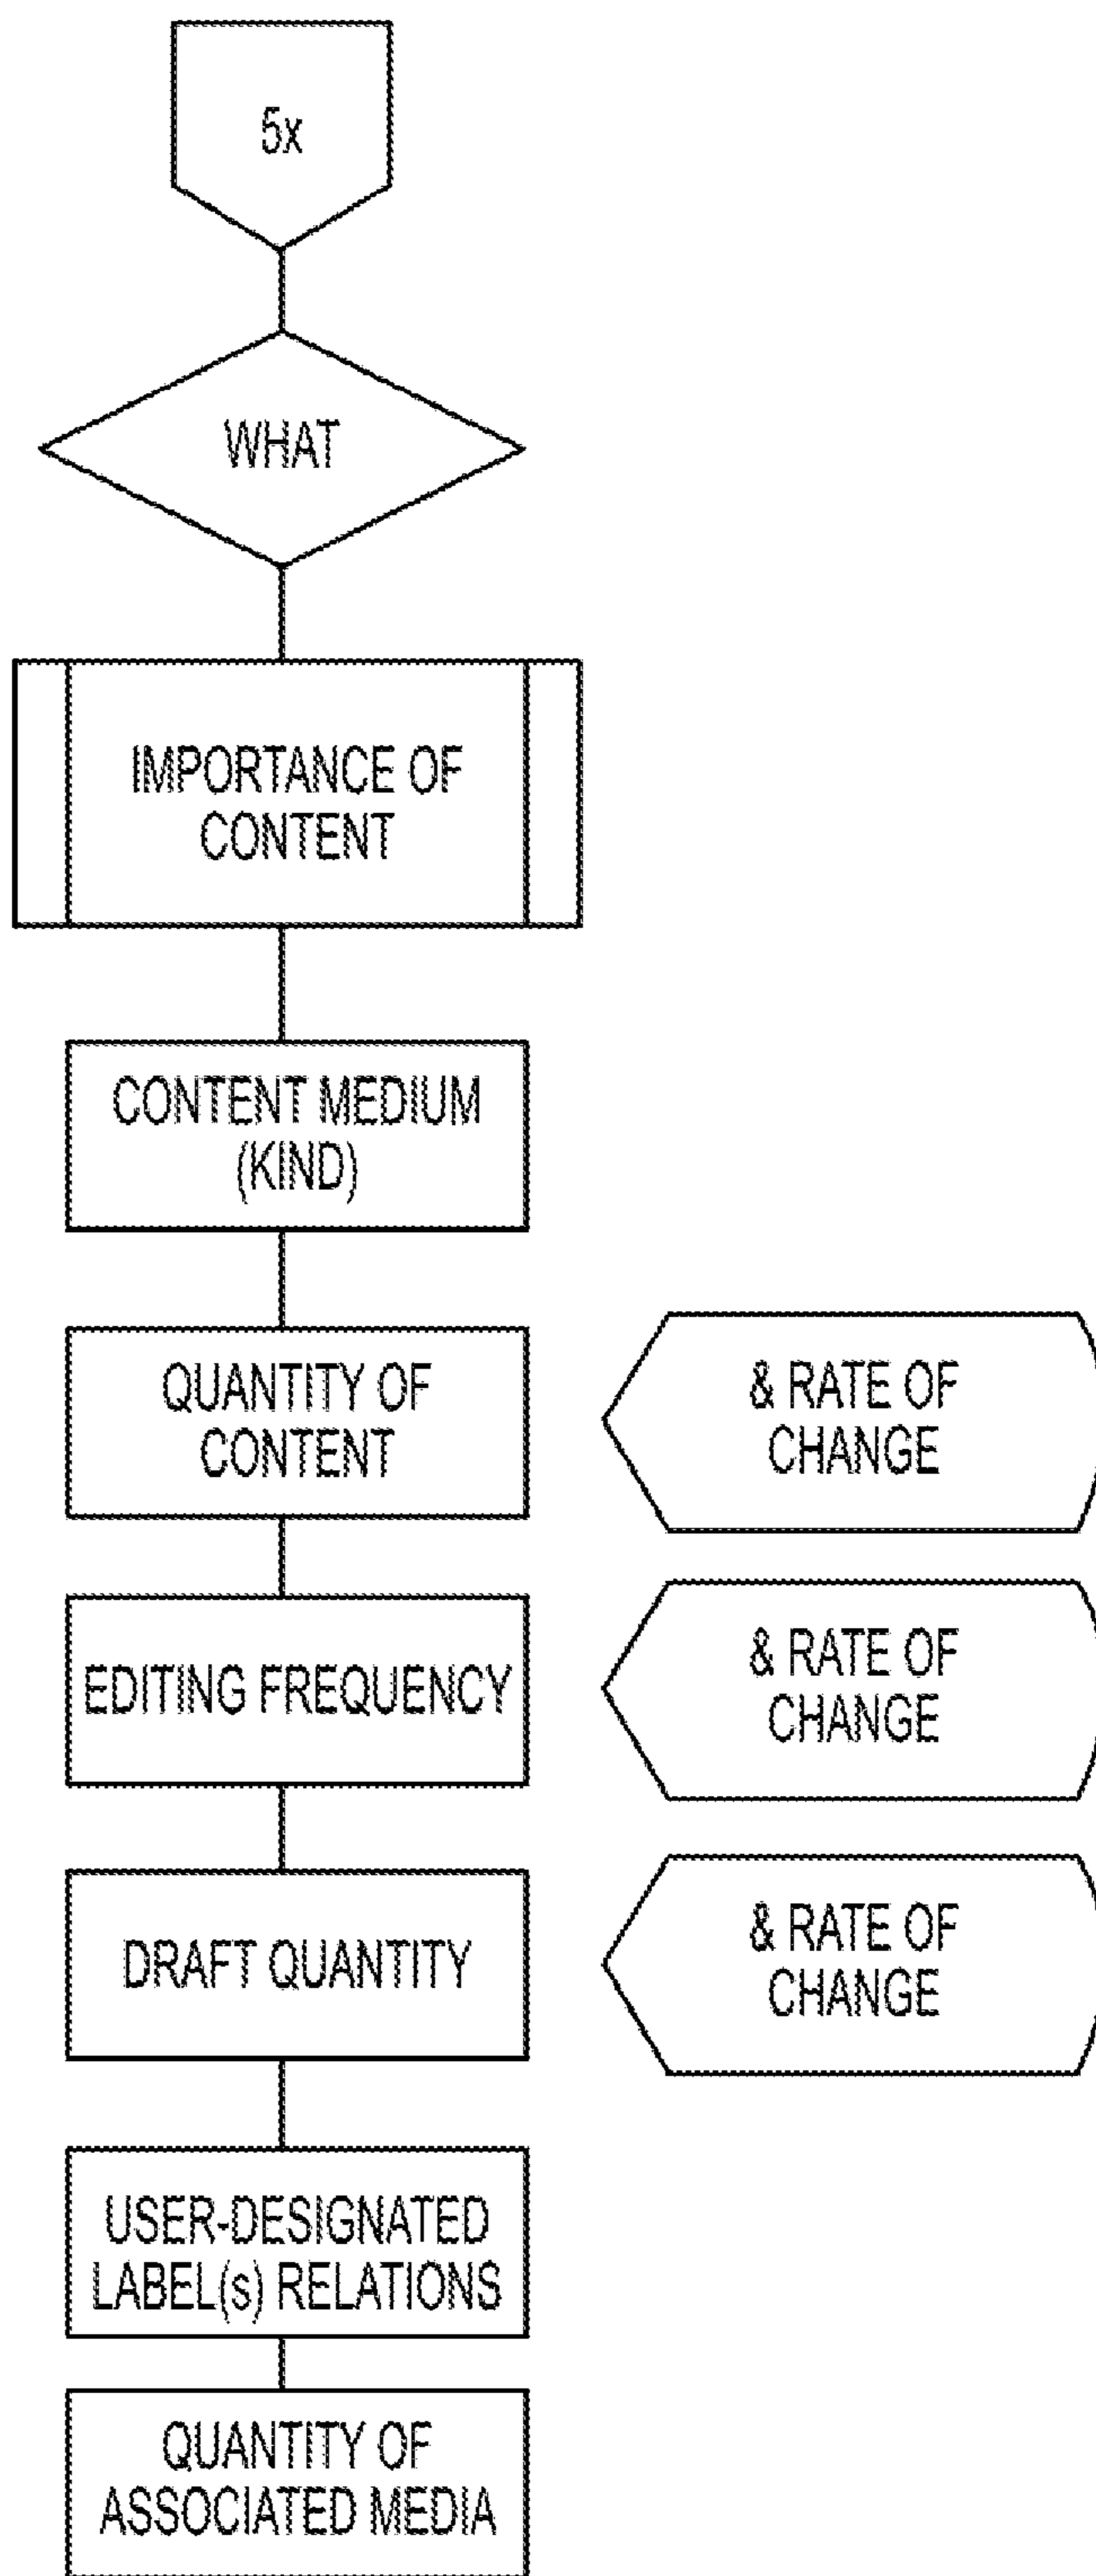 5x
WHAT
IMPORTANCE OF
CONTENT
CONTENT MEDIUM
(KIND)
QUANTITY OF
CONTENT
& RATE OF
CHANGE
EDITING FREQUENCY
& RATE OF
CHANGE
DRAFT QUANTITY
& RATE OF
CHANGE
USER-DESIGNATED
LABEL(s) RELATIONS
QUANTITY OF
ASSOCIATED MEDIA